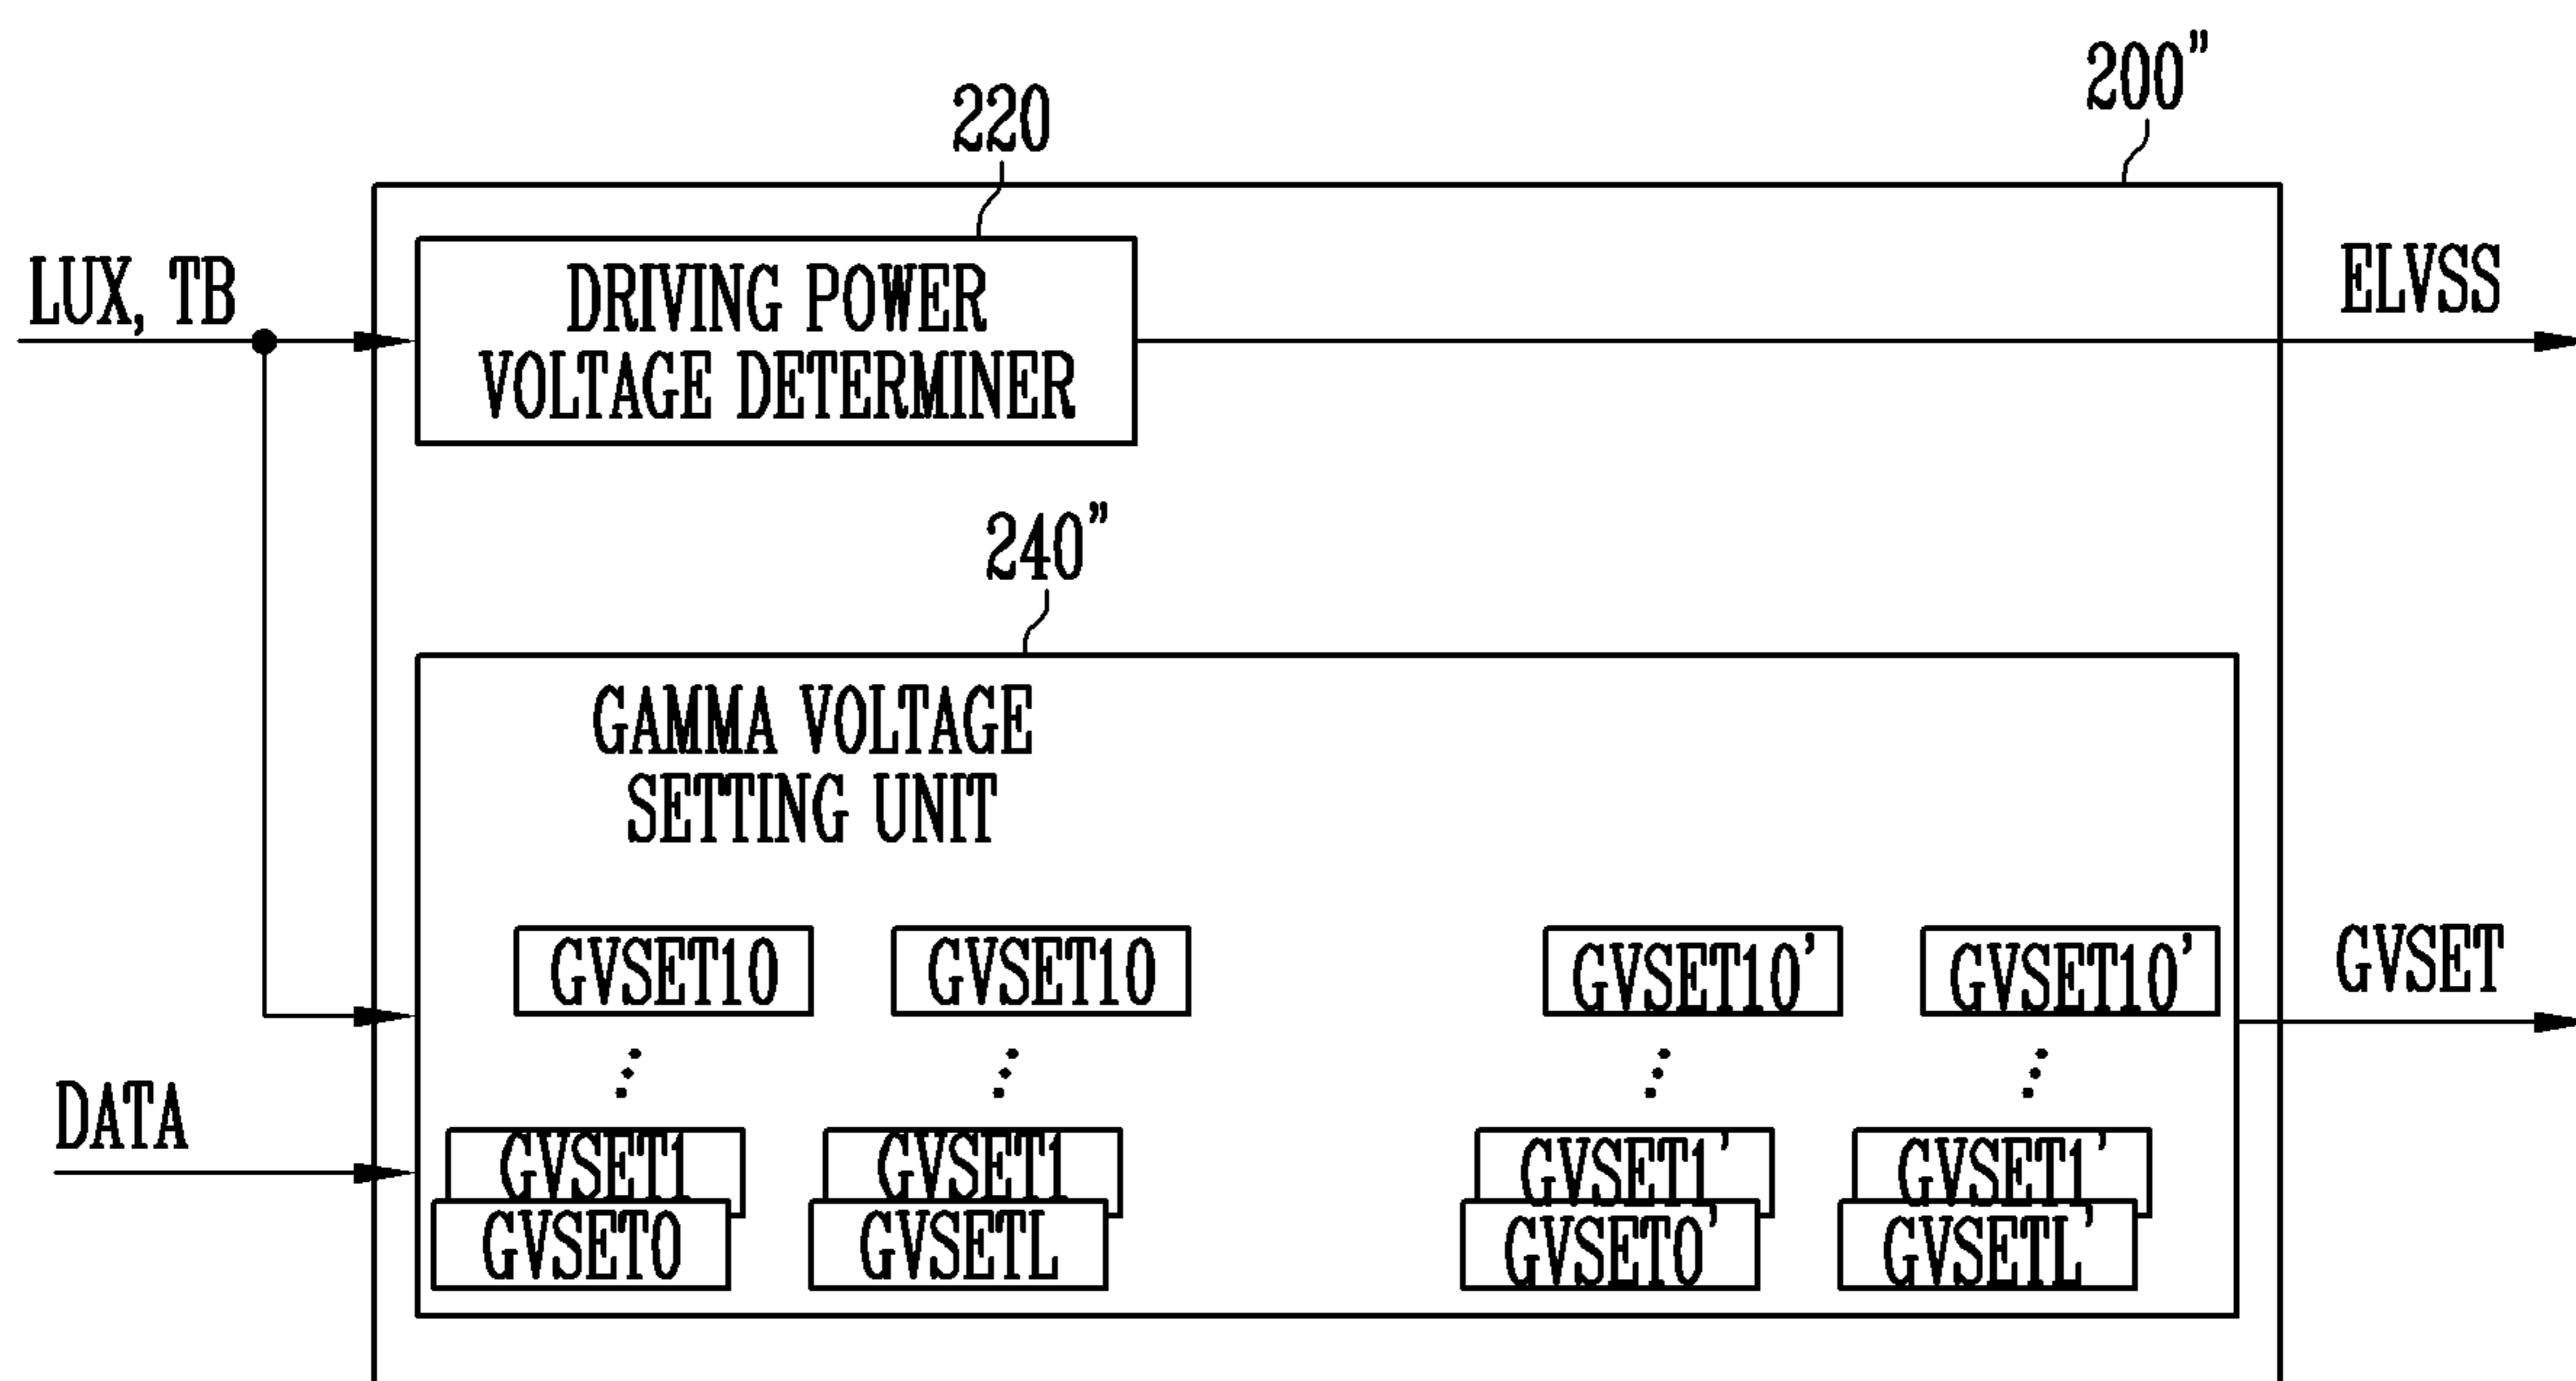 200”
220
LUX, TB
DRIVING POWER
VOLTAGE DETERMINER
ELVSS
240”
GAMMA VOLTAGE
SETTING UNIT
GVSET10
GVSET10
GVSET10'
GVSET10'
GVSET
DATA
GVSET1
GVSET1
GVSET1'
GVSET1'
GVSET0
GVSETL
GVSET0'
GVSETL'